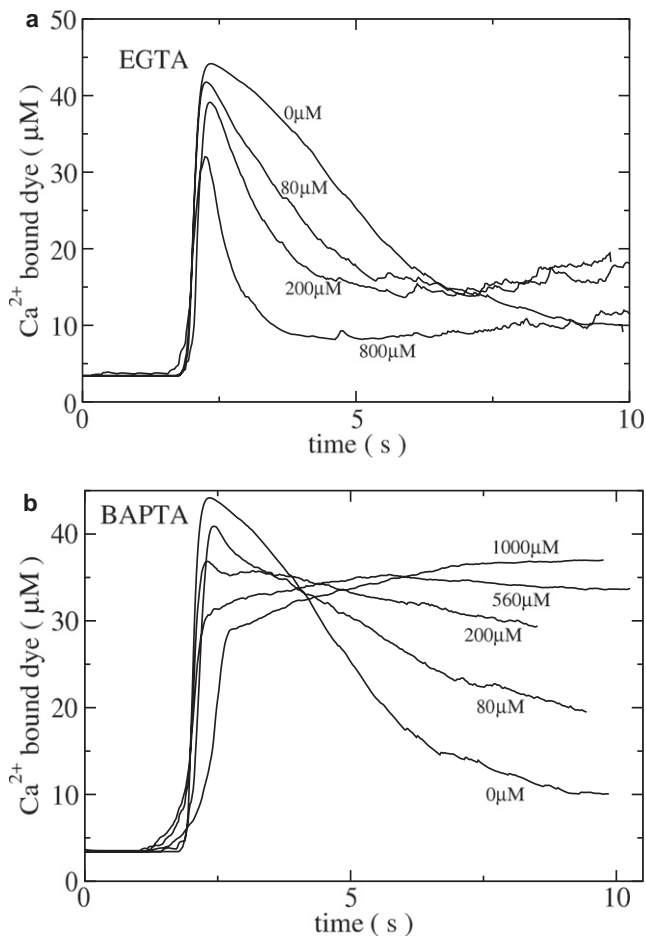 a
50
EGTA
40
0μM
30
80μM
20
200μM
10
800μM
0
0
5
10
Ca²⁺ bound dye ( μM )
time ( s )
b
BAPTA
40
1000μM
30
560μM
200μM
20
80μM
10
0μM
0
0
5
10
Ca²⁺ bound dye ( μM )
time ( s )